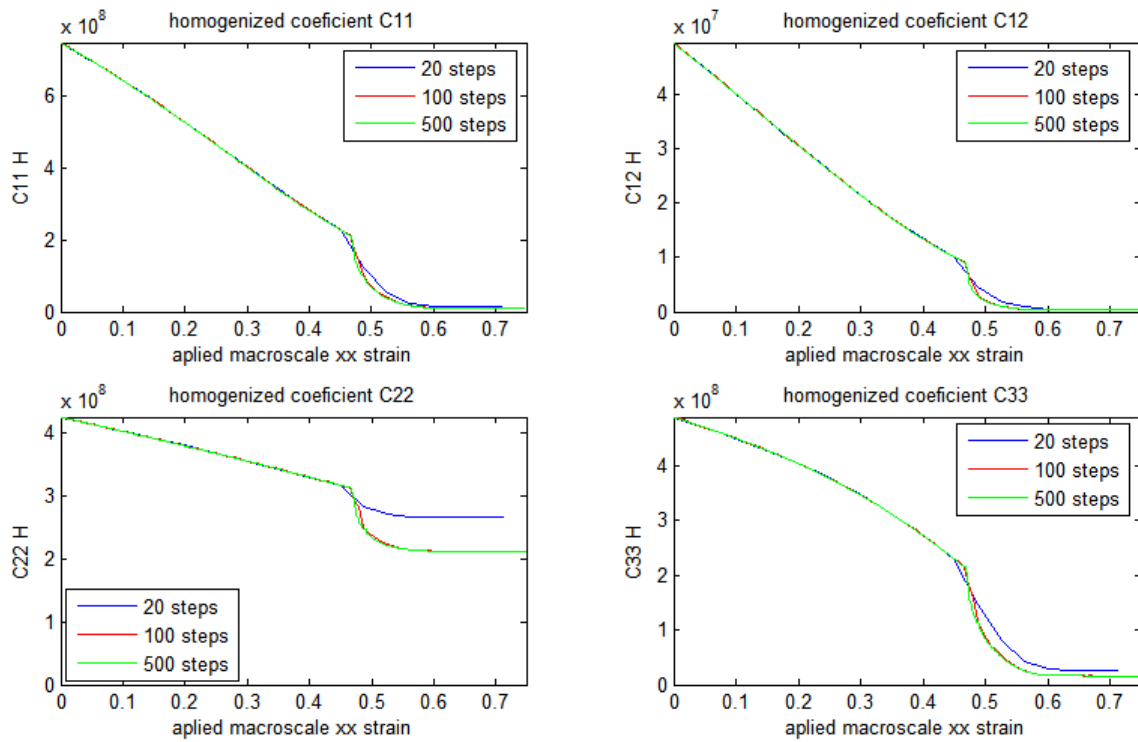 homogenized coeficient C11
x 10^8
C11 H
6
4
2
0
20 steps
100 steps
500 steps
0 0.1 0.2 0.3 0.4 0.5 0.6 0.7
aplied macroscale xx strain
homogenized coeficient C12
x 10^7
C12 H
4
3
2
1
0
20 steps
100 steps
500 steps
0 0.1 0.2 0.3 0.4 0.5 0.6 0.7
aplied macroscale xx strain
homogenized coeficient C22
x 10^8
C22 H
4
3
2
1
0
20 steps
100 steps
500 steps
0 0.1 0.2 0.3 0.4 0.5 0.6 0.7
aplied macroscale xx strain
homogenized coeficient C33
x 10^8
C33 H
4
3
2
1
0
20 steps
100 steps
500 steps
0 0.1 0.2 0.3 0.4 0.5 0.6 0.7
aplied macroscale xx strain